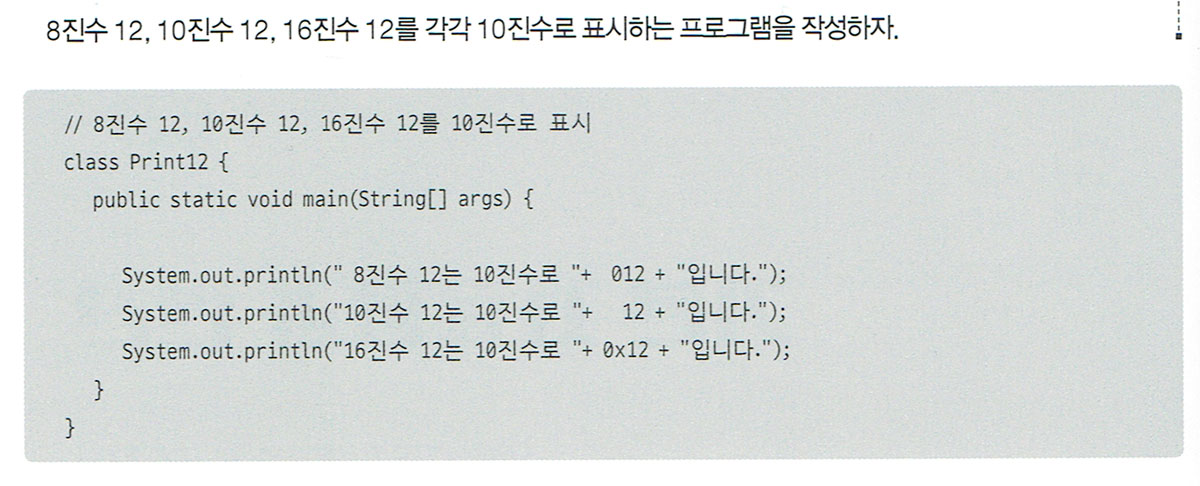 8진수 12, 10진수 12, 16진수 12를 각각 10진수로 표시하는 프로그램을 작성하자.
// 8진수 12, 10진수 12, 16진수 12를 10진수로 표시
class Print12 {
public static void main(String[] args) {
System.out.println(" 8진수 12는 10진수로 "+  012 + "입니다.");
System.out.println("10진수 12는 10진수로 "+   12 + "입니다.");
System.out.println("16진수 12는 10진수로 "+ 0x12 + "입니다.");
}
}